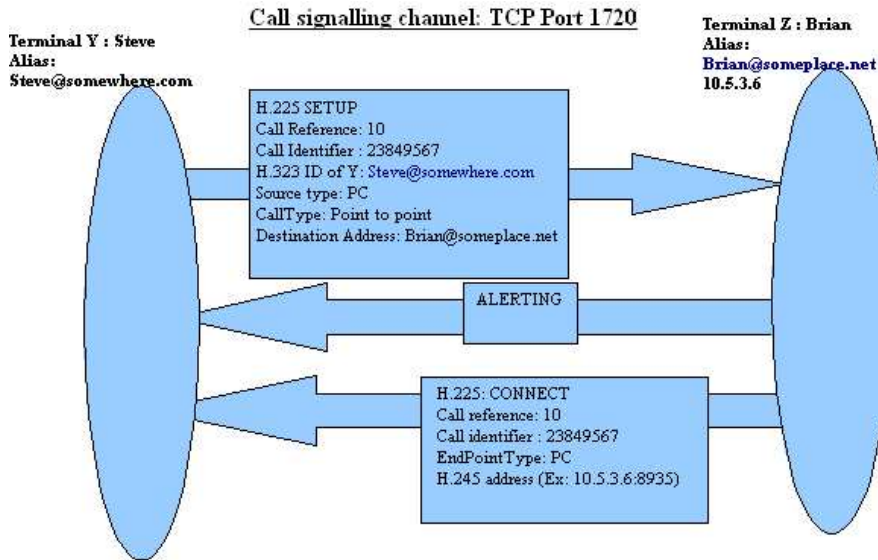 Call signalling channel: TCP Port 1720
Terminal Y : Steve
Alias:
Steve@somewhere.com
Terminal Z : Brian
Alias:
Brian@someplace.net
10.5.3.6
H.225 SETUP
Call Reference: 10
Call Identifier : 23849567
H.323 ID of Y: Steve@somewhere.com
Source type: PC
CallType: Point to point
Destination Address: Brian@someplace.net
ALERTING
H.225: CONNECT
Call reference: 10
Call identifier : 23849567
EndPointType: PC
H.245 address (Ex: 10.5.3.6:8935)